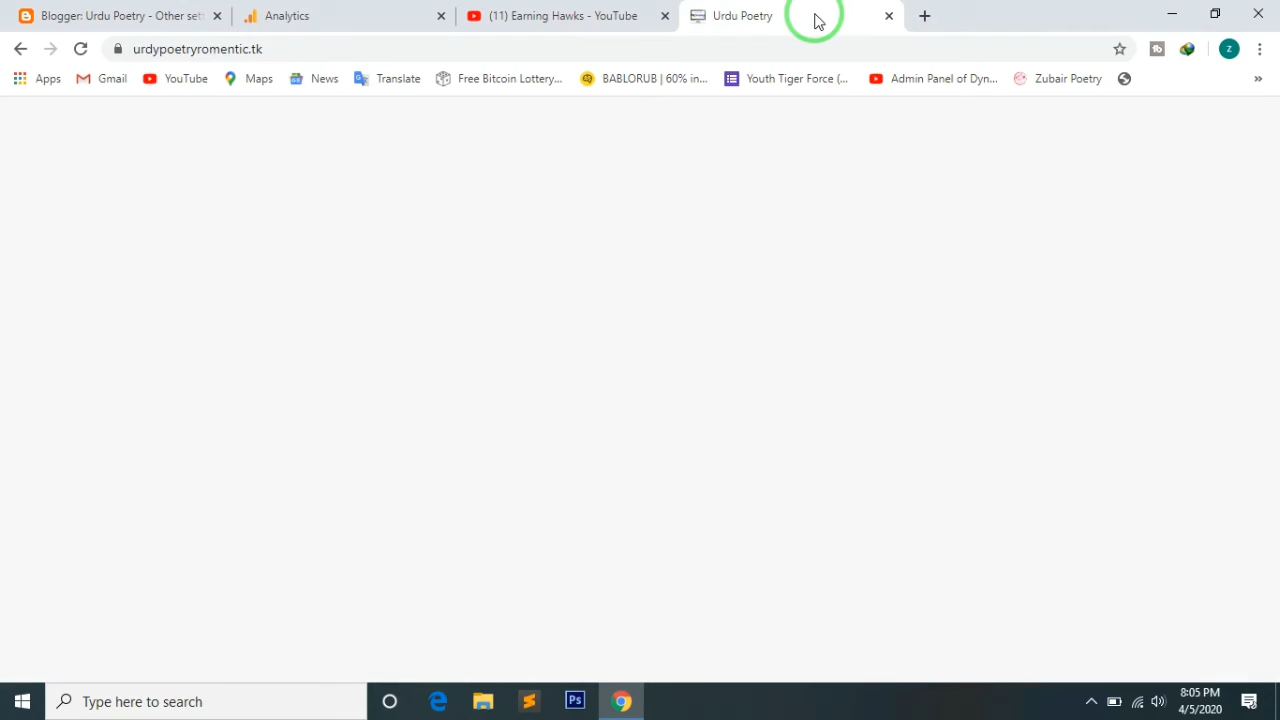 Blogger: Urdu Poetry - Other set
Analytics
(11) Earning Hawks - YouTube
Urdu Poetry
urdypoetryromentic.tk
Apps
Gmail
YouTube
Maps
News
Translate
Free Bitcoin Lottery...
BABLORUB | 60% in...
Youth Tiger Force (...
Admin Panel of Dyn...
Zubair Poetry
»
z
Type here to search
Ps
8:05 PM
4/5/2020